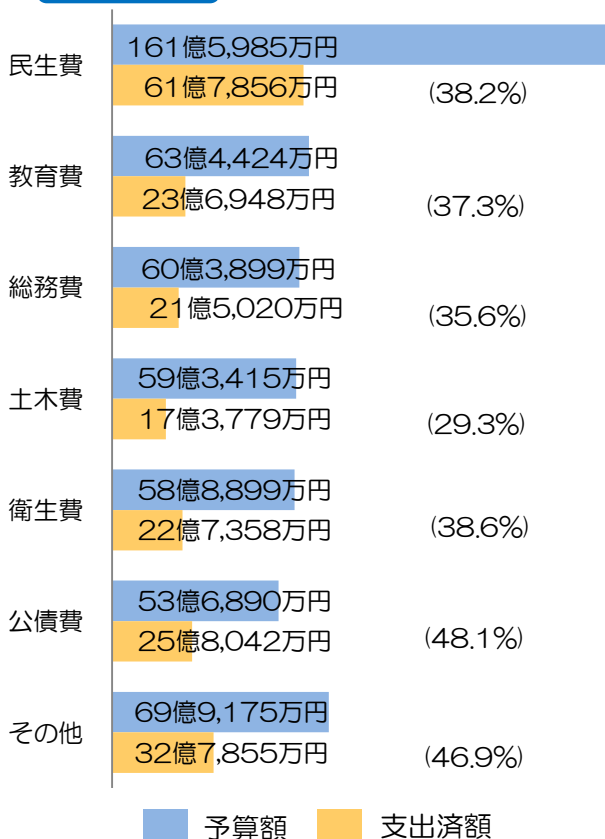 民生費
161億5,985万円
61億7,856万円 (38.2%)
教育費
63億4,424万円
23億6,948万円 (37.3%)
総務費
60億3,899万円
21億5,020万円 (35.6%)
土木費
59億3,415万円
17億3,779万円 (29.3%)
衛生費
58億8,899万円
22億7,358万円 (38.6%)
公債費
53億6,890万円
25億8,042万円 (48.1%)
その他
69億9,175万円
32億7,855万円 (46.9%)
予算額 支出済額